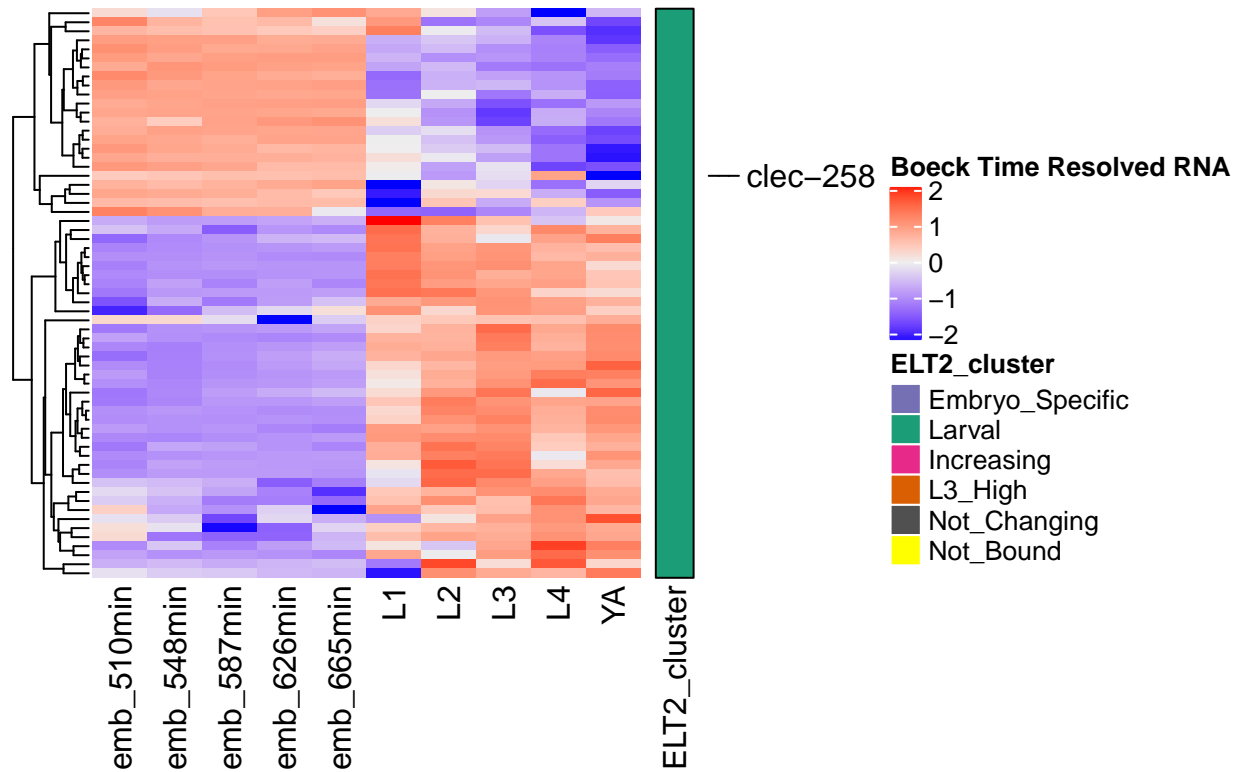 clec−258
Boeck Time Resolved RNA
2
1
0
−1
−2
ELT2_cluster
Embryo_Specific
Larval
Increasing
L3_High
Not_Changing
Not_Bound
emb_510min
emb_548min
emb_587min
emb_626min
emb_665min
L1
L2
L3
L4
YA
ELT2_cluster